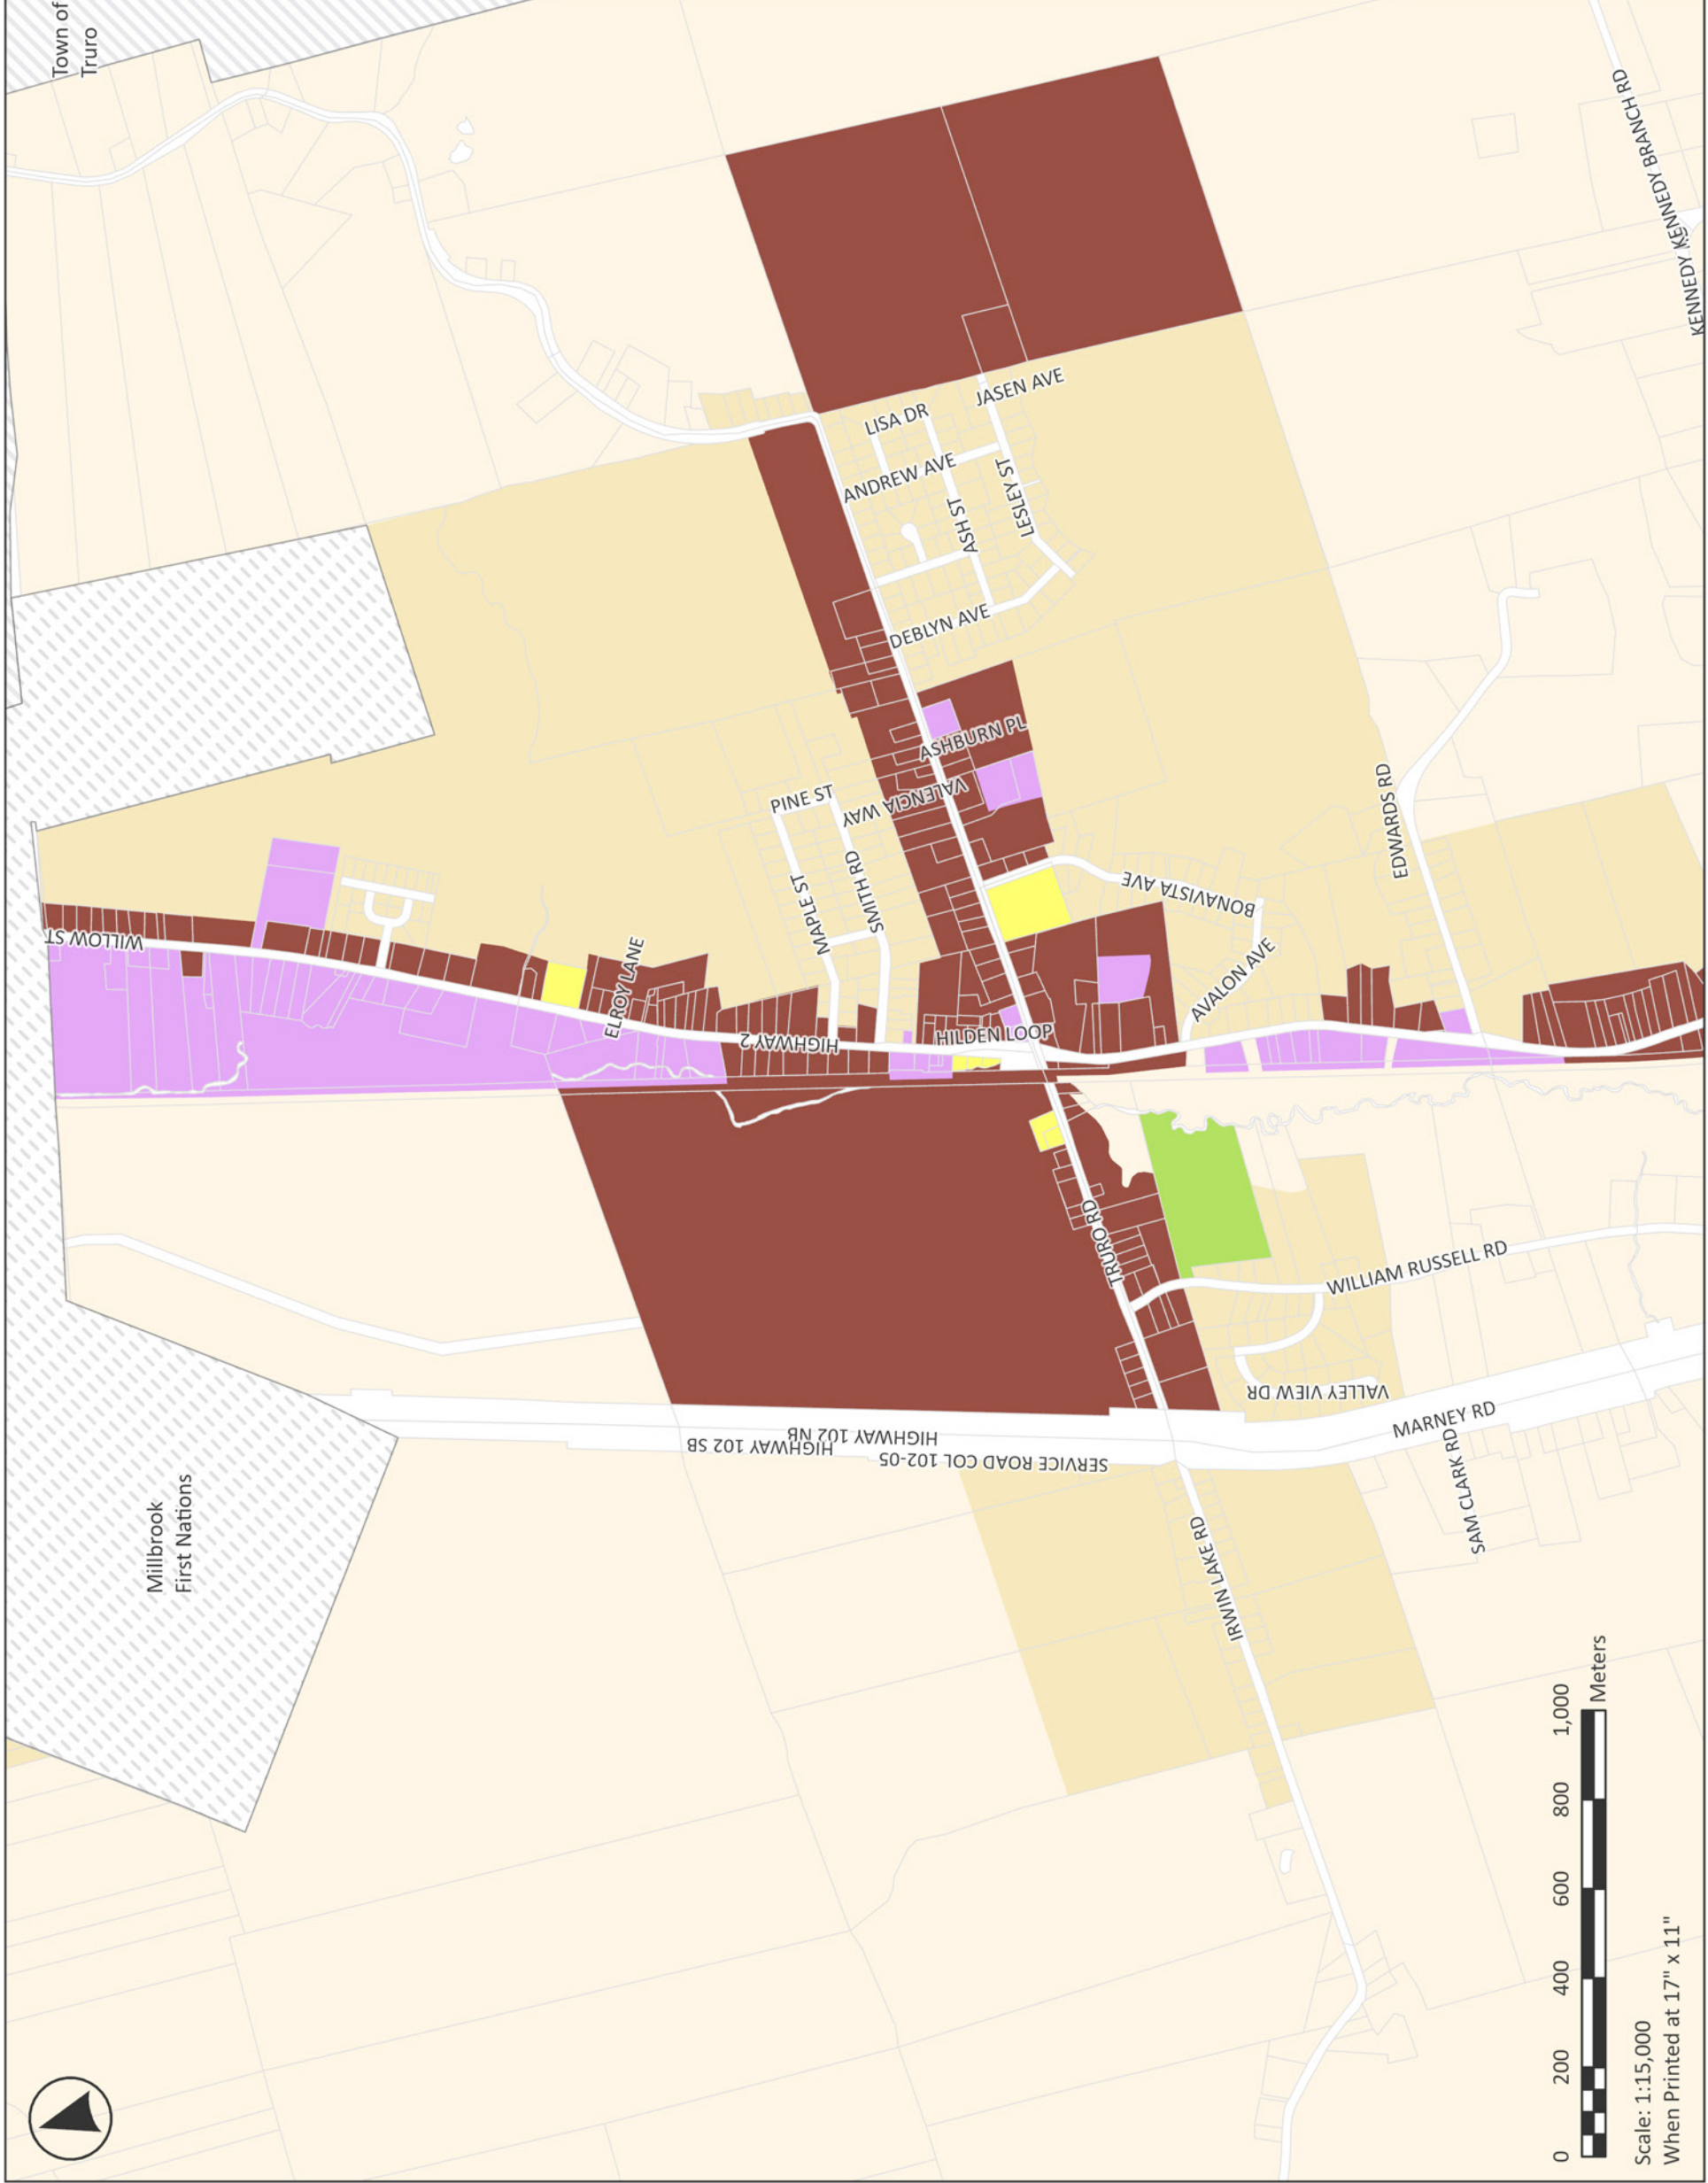 Town of
Truro
Millbrook
First Nations
WILLOW ST
ELROY LANE
HIGHWAY 2
PINE ST
MAPLE ST
SMITH RD
VALENCIA WAY
ASHBURN PL
HILDEN LOOP
LISA DR
JASEN AVE
ANDREW AVE
ASH ST
LESLEY ST
DEBLYN AVE
BONAVISTA AVE
AVALON AVE
EDWARDS RD
KENNEDY BRANCH RD
KENNEDY KENNEDY
TRURO RD
WILLIAM RUSSELL RD
VALLEY VIEW DR
HIGHWAY 102 NB
HIGHWAY 102 SB
SERVICE ROAD COL 102-05
MARNEY RD
SAM CLARK RD
IRWIN LAKE RD
0 200 400 600 800 1,000
Meters
Scale: 1:15,000
When Printed at 17" x 11"